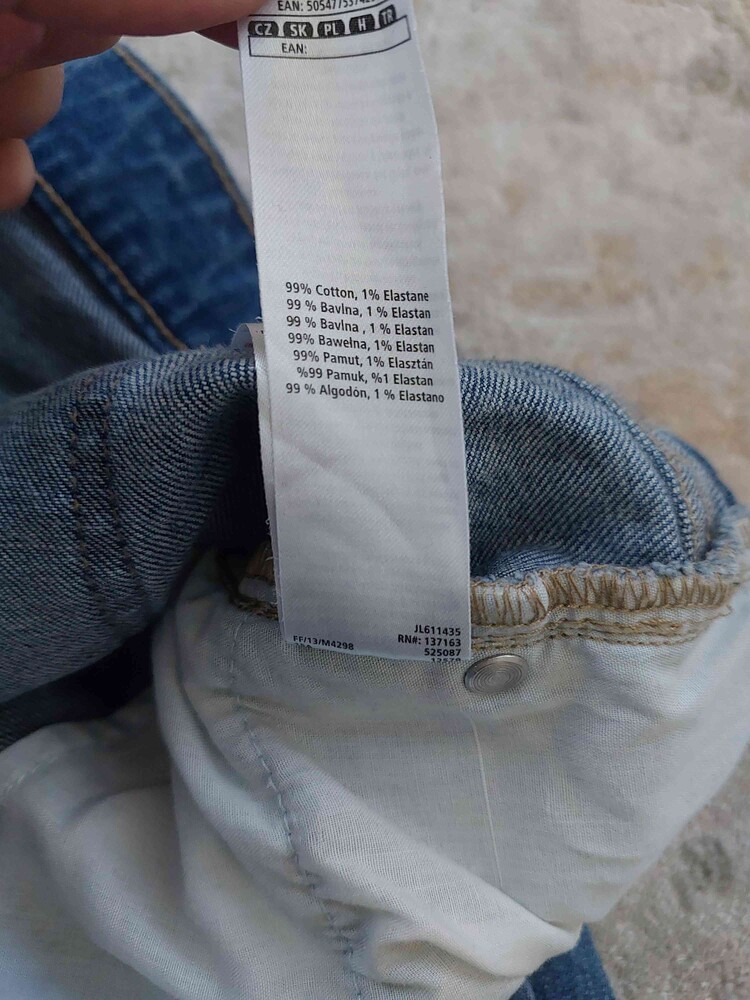 CZ SK PL H TR
EAN:
99% Cotton, 1% Elastane
99 % Bavlna, 1 % Elastan
99 % Bavlna , 1 % Elastan
99% Bawełna, 1% Elastan
99% Pamut, 1% Elasztán
%99 Pamuk, %1 Elastan
99 % Algodón, 1 % Elastano
JL611435
FF/13/M4298
RN#: 137163
525087